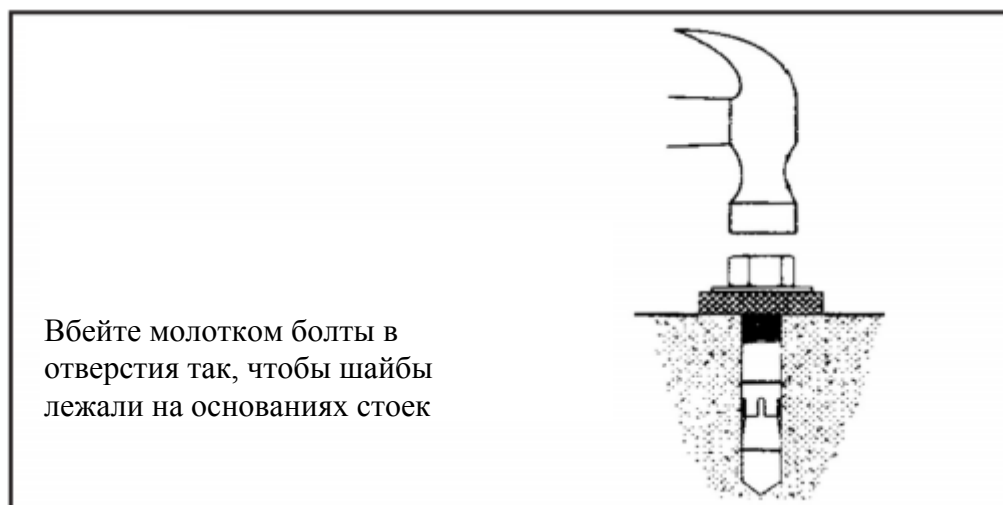 Вбейте молотком болты в
отверстия так, чтобы шайбы
лежали на основаниях стоек